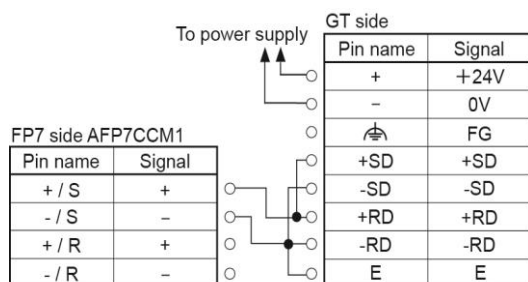 To power supply
GT side
Pin name Signal
+ +24V
− 0V
FG
+SD +SD
-SD -SD
+RD +RD
-RD -RD
E E
FP7 side AFP7CCM1
Pin name Signal
+ / S +
- / S −
+ / R +
- / R −